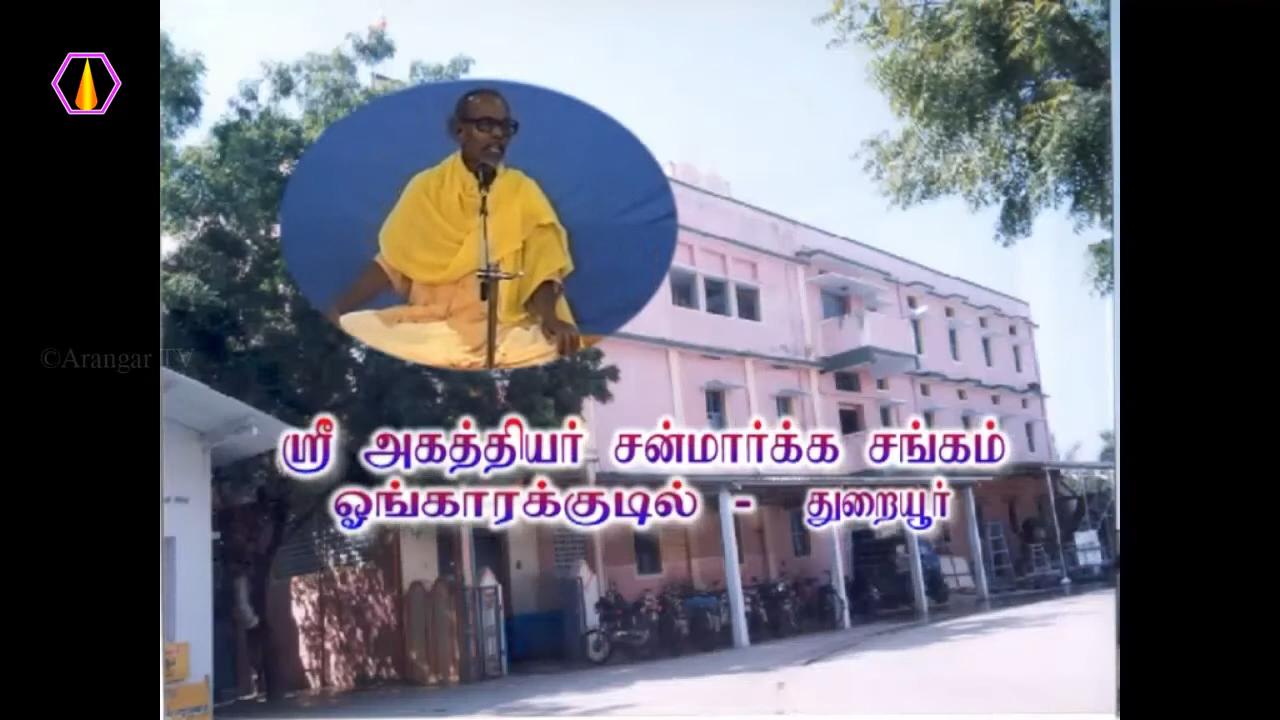 ©Arangar TV
ஸ்ரீ அகத்தியர் சன்மார்க்க சங்கம்
ஓங்காரக்குடில் - துறையூர்